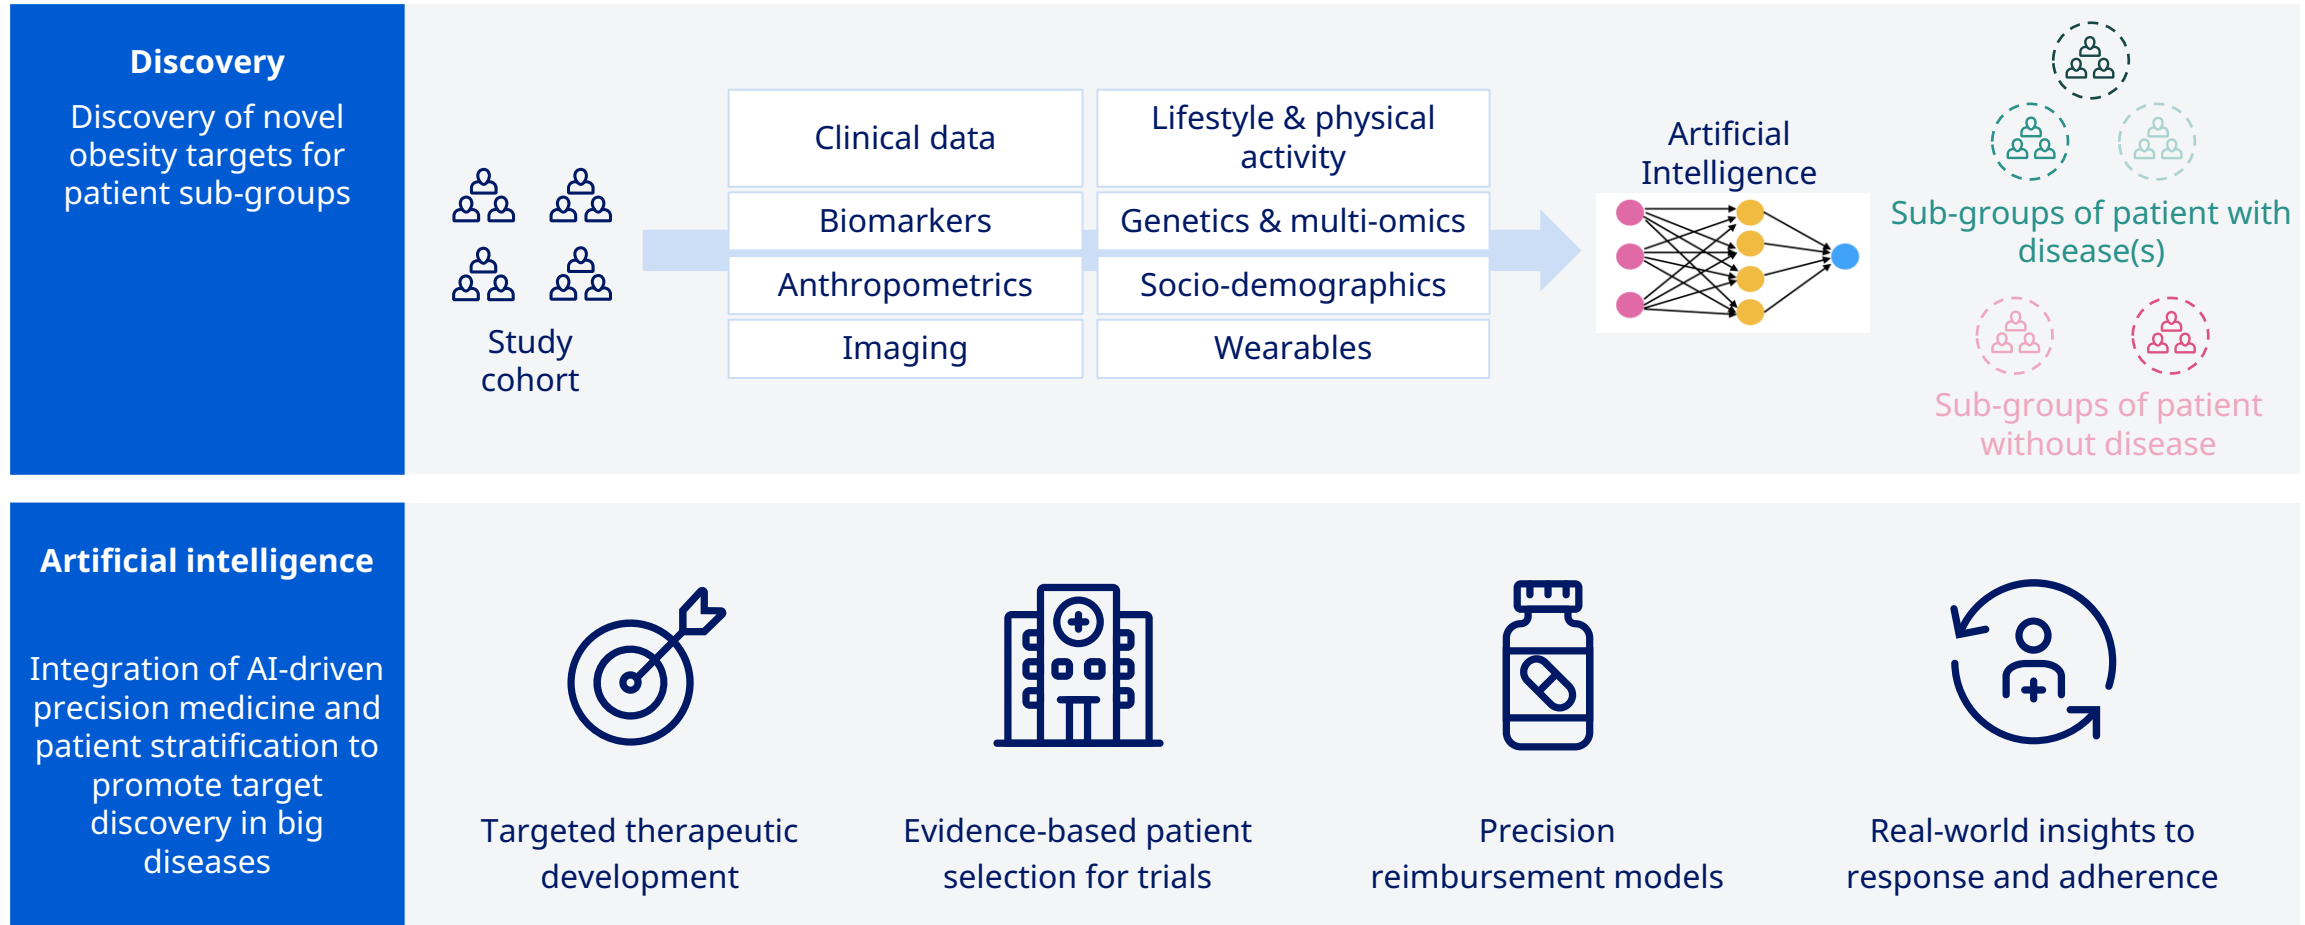 Discovery
Discovery of novel
obesity targets for
patient sub-groups
Study
cohort
Clinical data
Lifestyle & physical
activity
Biomarkers
Genetics & multi-omics
Anthropometrics
Socio-demographics
Imaging
Wearables
Artificial
Intelligence
Sub-groups of patient with
disease(s)
Sub-groups of patient
without disease
Artificial intelligence
Integration of AI-driven
precision medicine and
patient stratification to
promote target
discovery in big
diseases
Targeted therapeutic
development
Evidence-based patient
selection for trials
Precision
reimbursement models
Real-world insights to
response and adherence